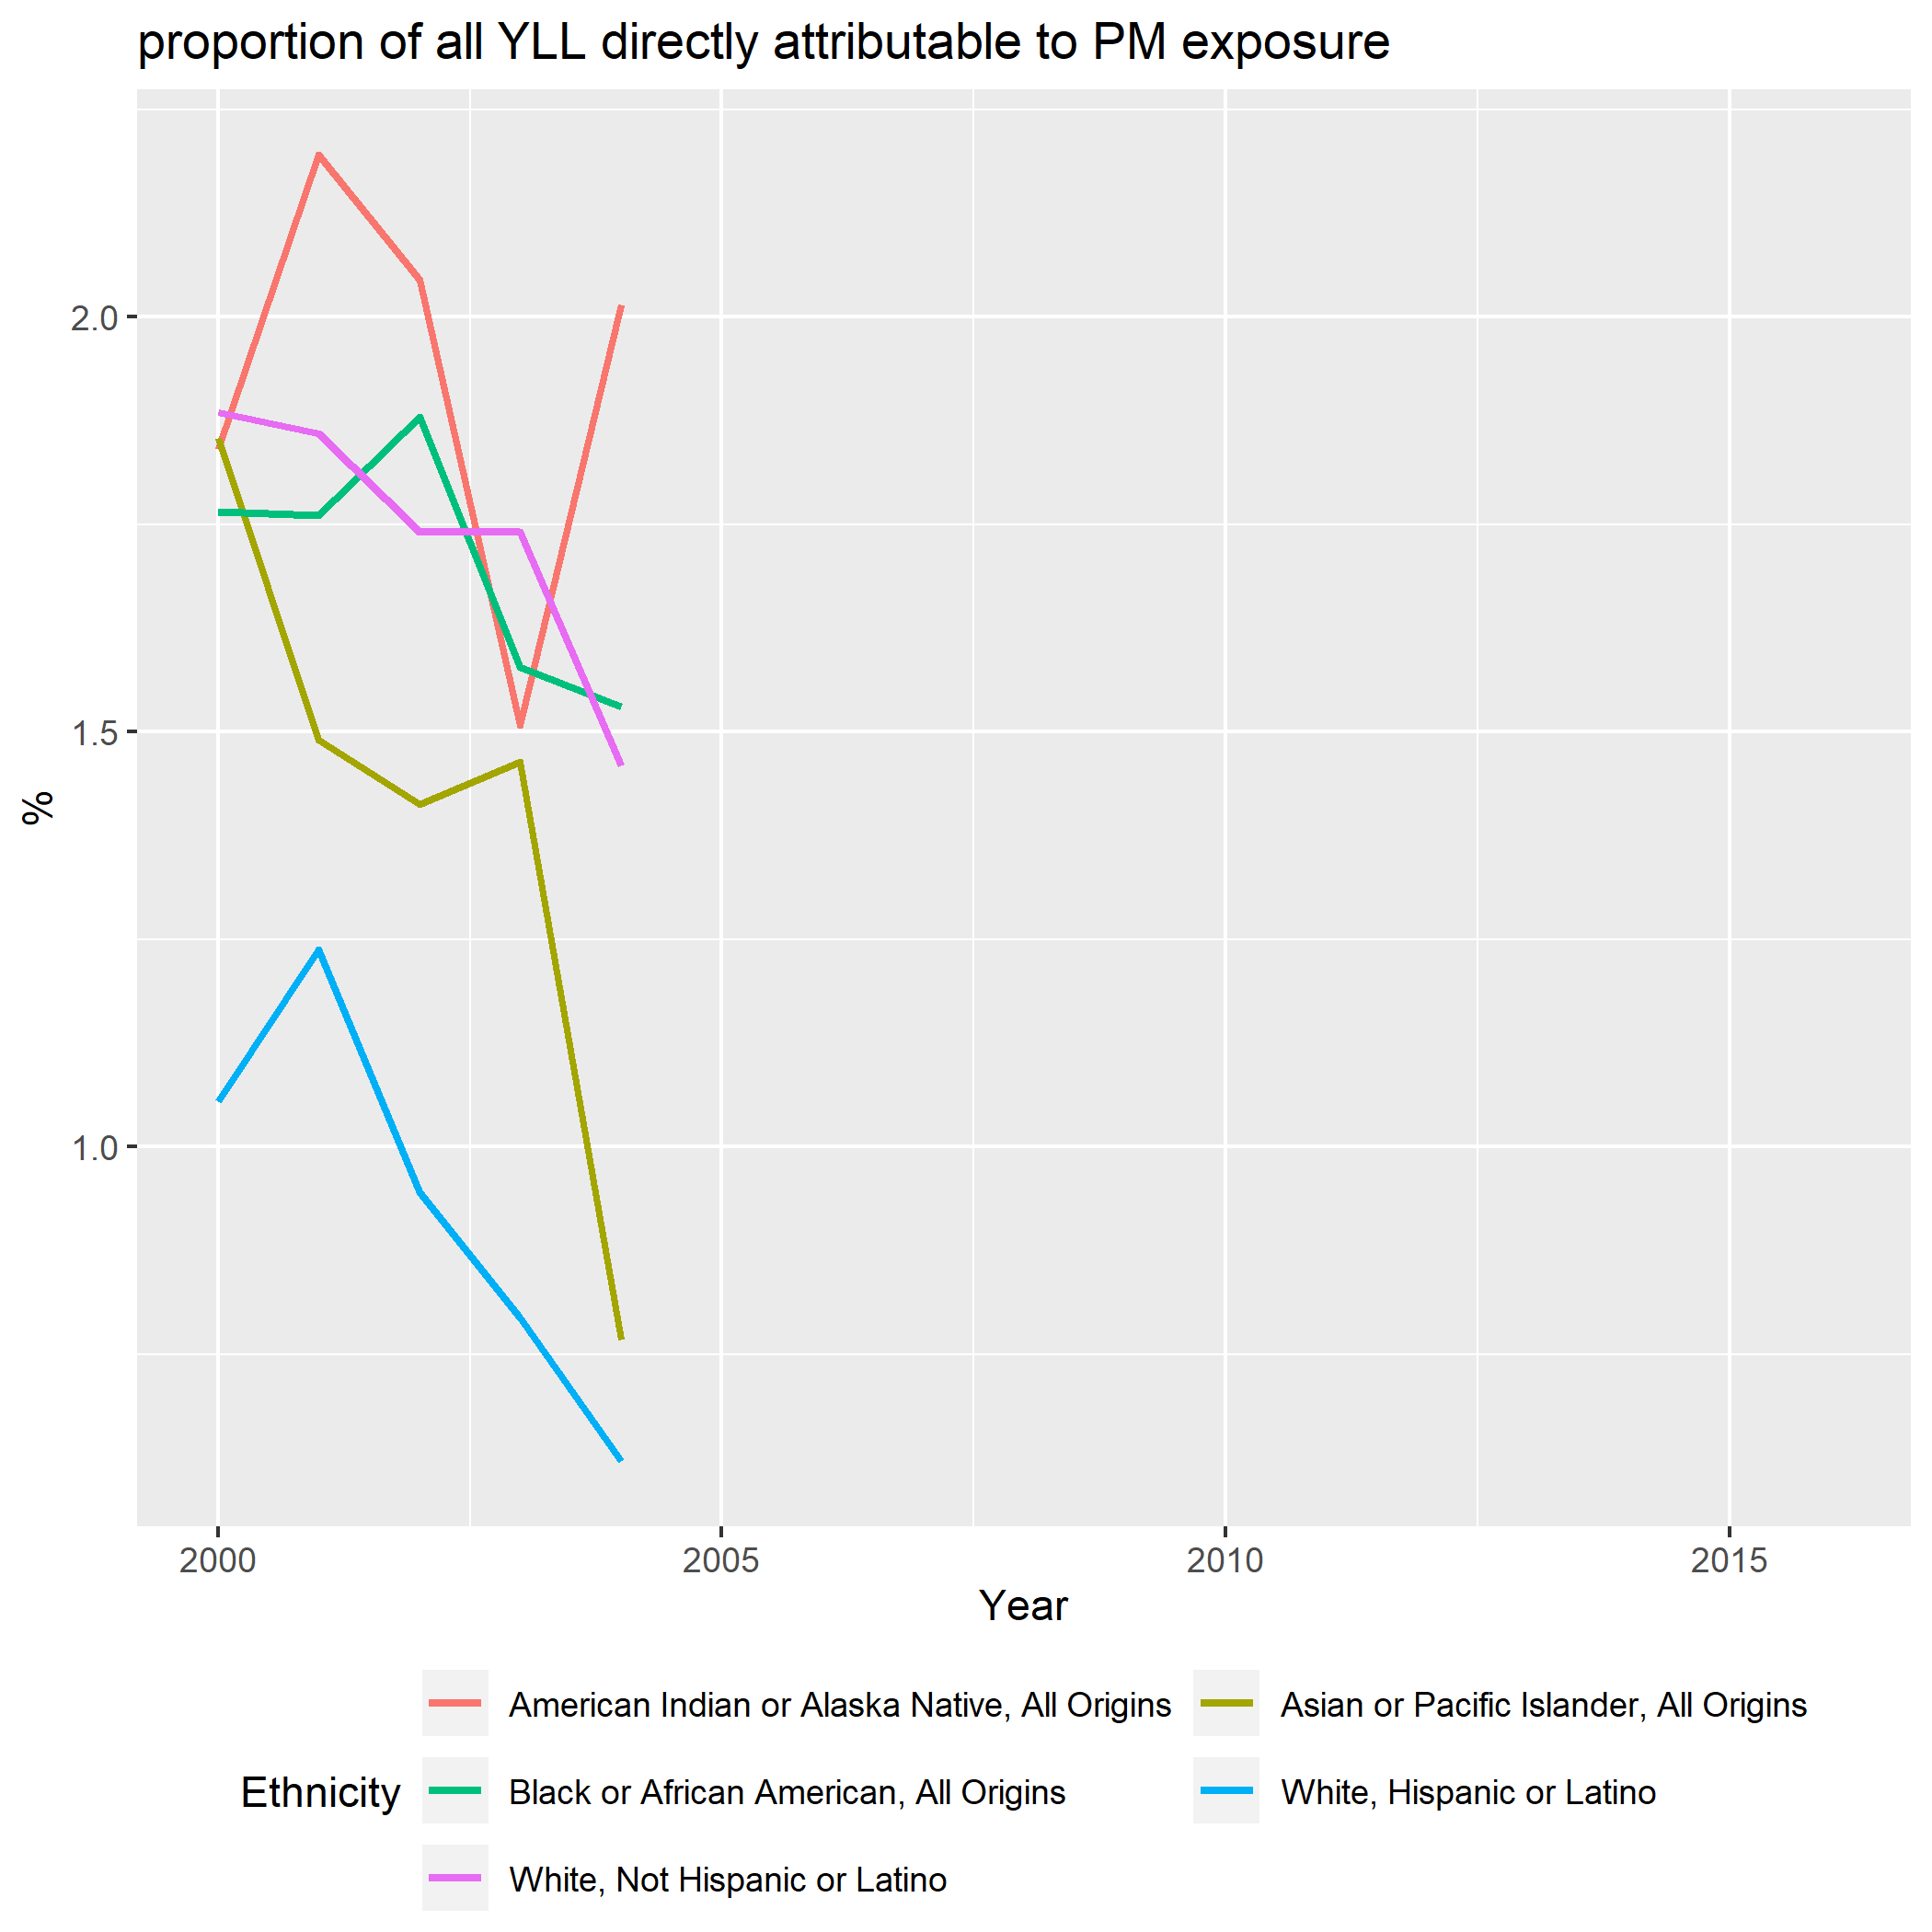 proportion of all YLL directly attributable to PM exposure
2.0
1.5
1.0
%
2000 2005 2010 2015
Year
Ethnicity
American Indian or Alaska Native, All Origins
Asian or Pacific Islander, All Origins
Black or African American, All Origins
White, Hispanic or Latino
White, Not Hispanic or Latino